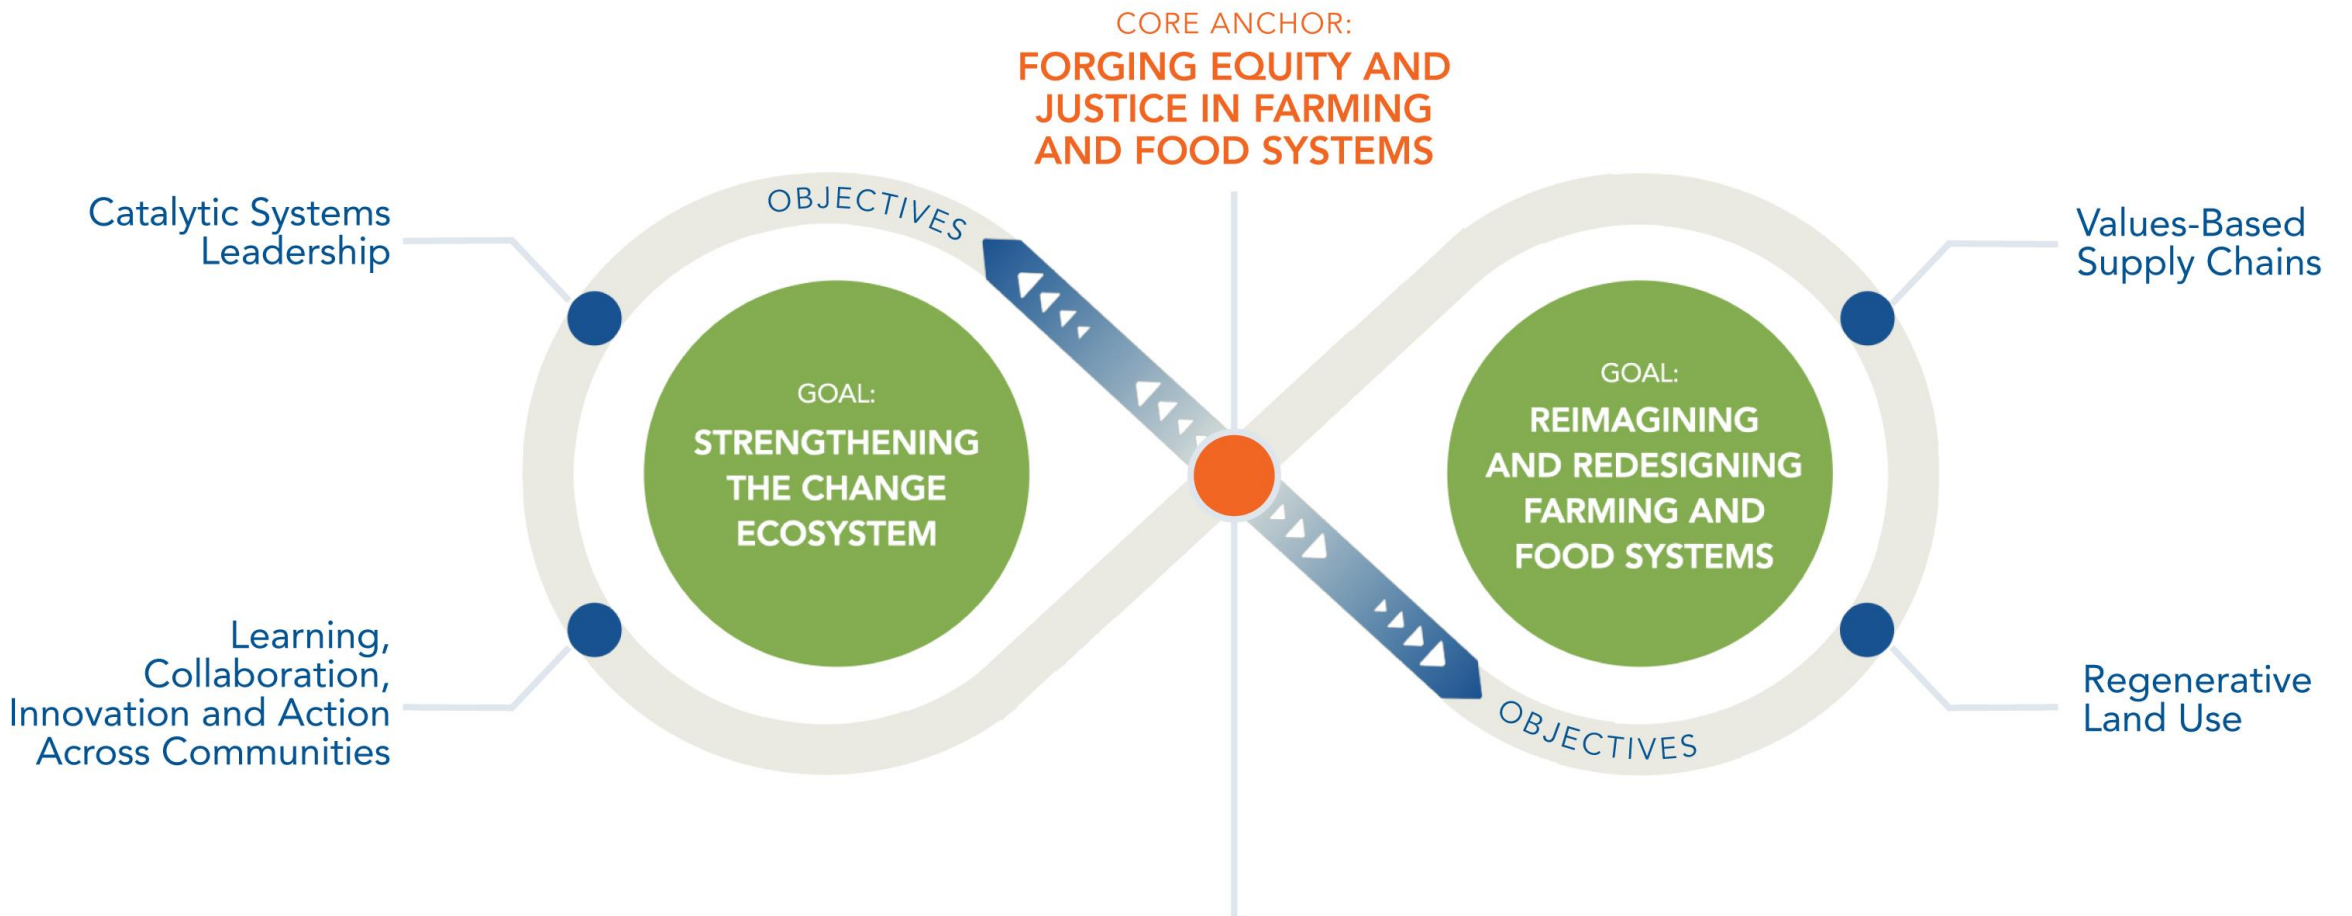 CORE ANCHOR:
FORGING EQUITY AND
JUSTICE IN FARMING
AND FOOD SYSTEMS
OBJECTIVES
Catalytic Systems
Leadership
Learning,
Collaboration,
Innovation and Action
Across Communities
GOAL:
STRENGTHENING
THE CHANGE
ECOSYSTEM
GOAL:
REIMAGINING
AND REDESIGNING
FARMING AND
FOOD SYSTEMS
Values-Based
Supply Chains
Regenerative
Land Use
OBJECTIVES